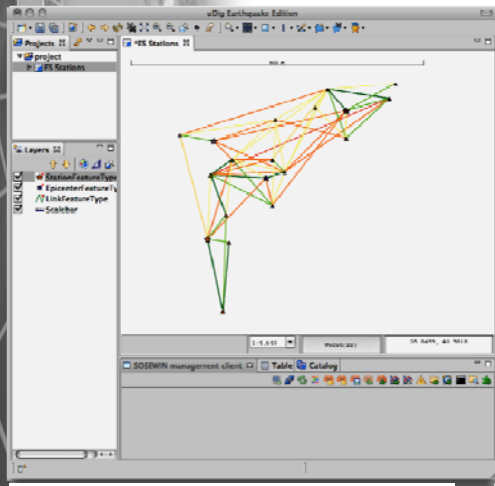 uDig Earthquake Edition
Projects
project
ES Stations
*ES Stations
Layers
StationFeatureType
EpicenterFeatureTy
LinkFeatureType
Scalebar
SOSEWIN management client
Table
Catalog